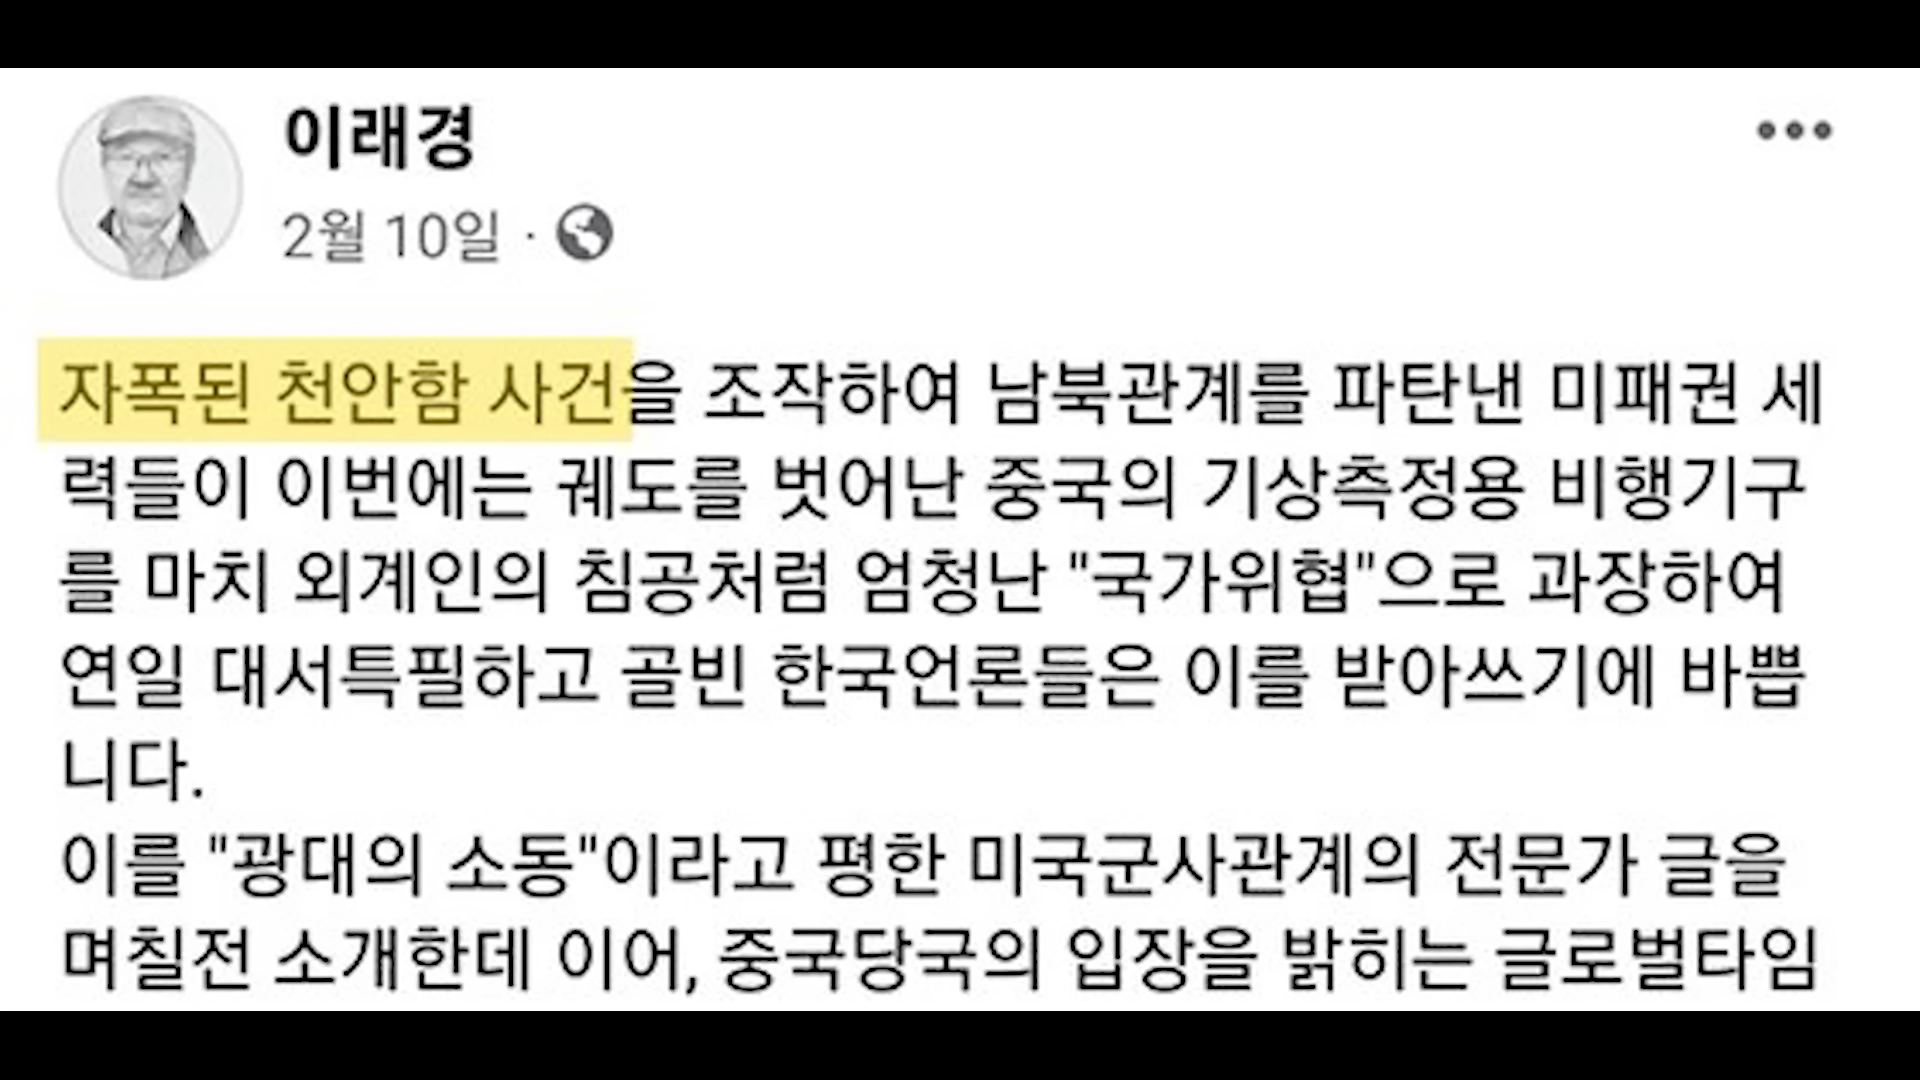 이래경
2월 10일 ·
자폭된 천안함 사건을 조작하여 남북관계를 파탄낸 미패권 세
력들이 이번에는 궤도를 벗어난 중국의 기상측정용 비행기구
를 마치 외계인의 침공처럼 엄청난 "국가위협"으로 과장하여
연일 대서특필하고 골빈 한국언론들은 이를 받아쓰기에 바쁩
니다.
이를 "광대의 소동"이라고 평한 미국군사관계의 전문가 글을
며칠전 소개한데 이어, 중국당국의 입장을 밝히는 글로벌타임